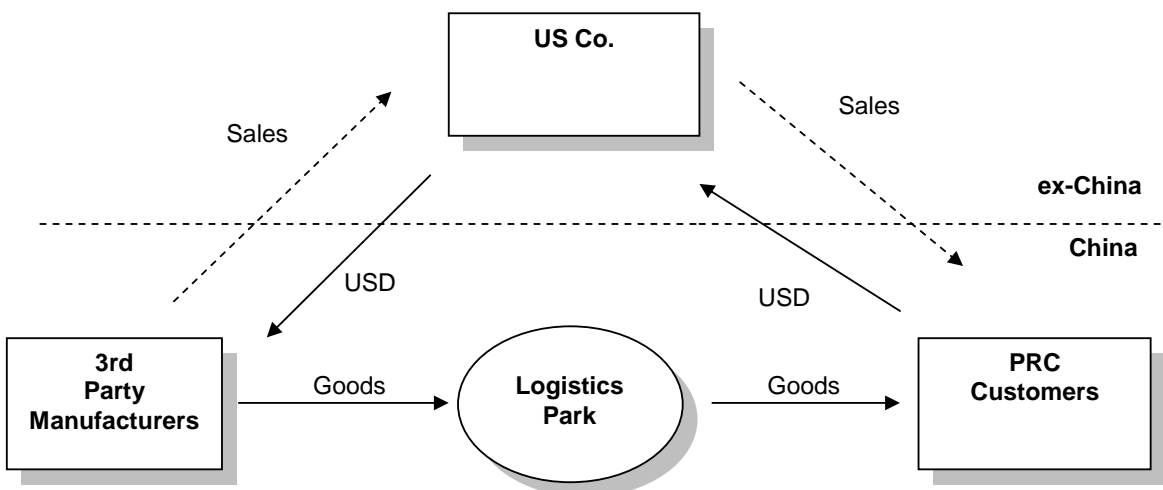 US Co.
Sales
Sales
ex-China
China
USD
USD
3rd
Party
Manufacturers
Goods
Logistics
Park
Goods
PRC
Customers